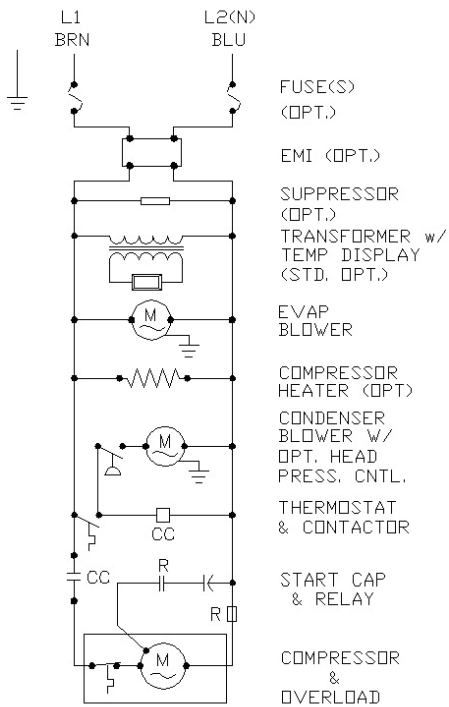 L1 L2(N)
BRN BLU
FUSE(S)
(OPT.)
EMI (OPT.)
SUPPRESSOR
(OPT.)
TRANSFORMER W/
TEMP DISPLAY
(STD. OPT.)
M
EVAP
BLOWER
COMPRESSOR
HEATER (OPT)
CONDENSER
BLOWER W/
OPT. HEAD
PRESS. CNTL.
M
THERMOSTAT
& CONTACTOR
CC
CC
R
START CAP
& RELAY
R
M
COMPRESSOR
&
OVERLOAD